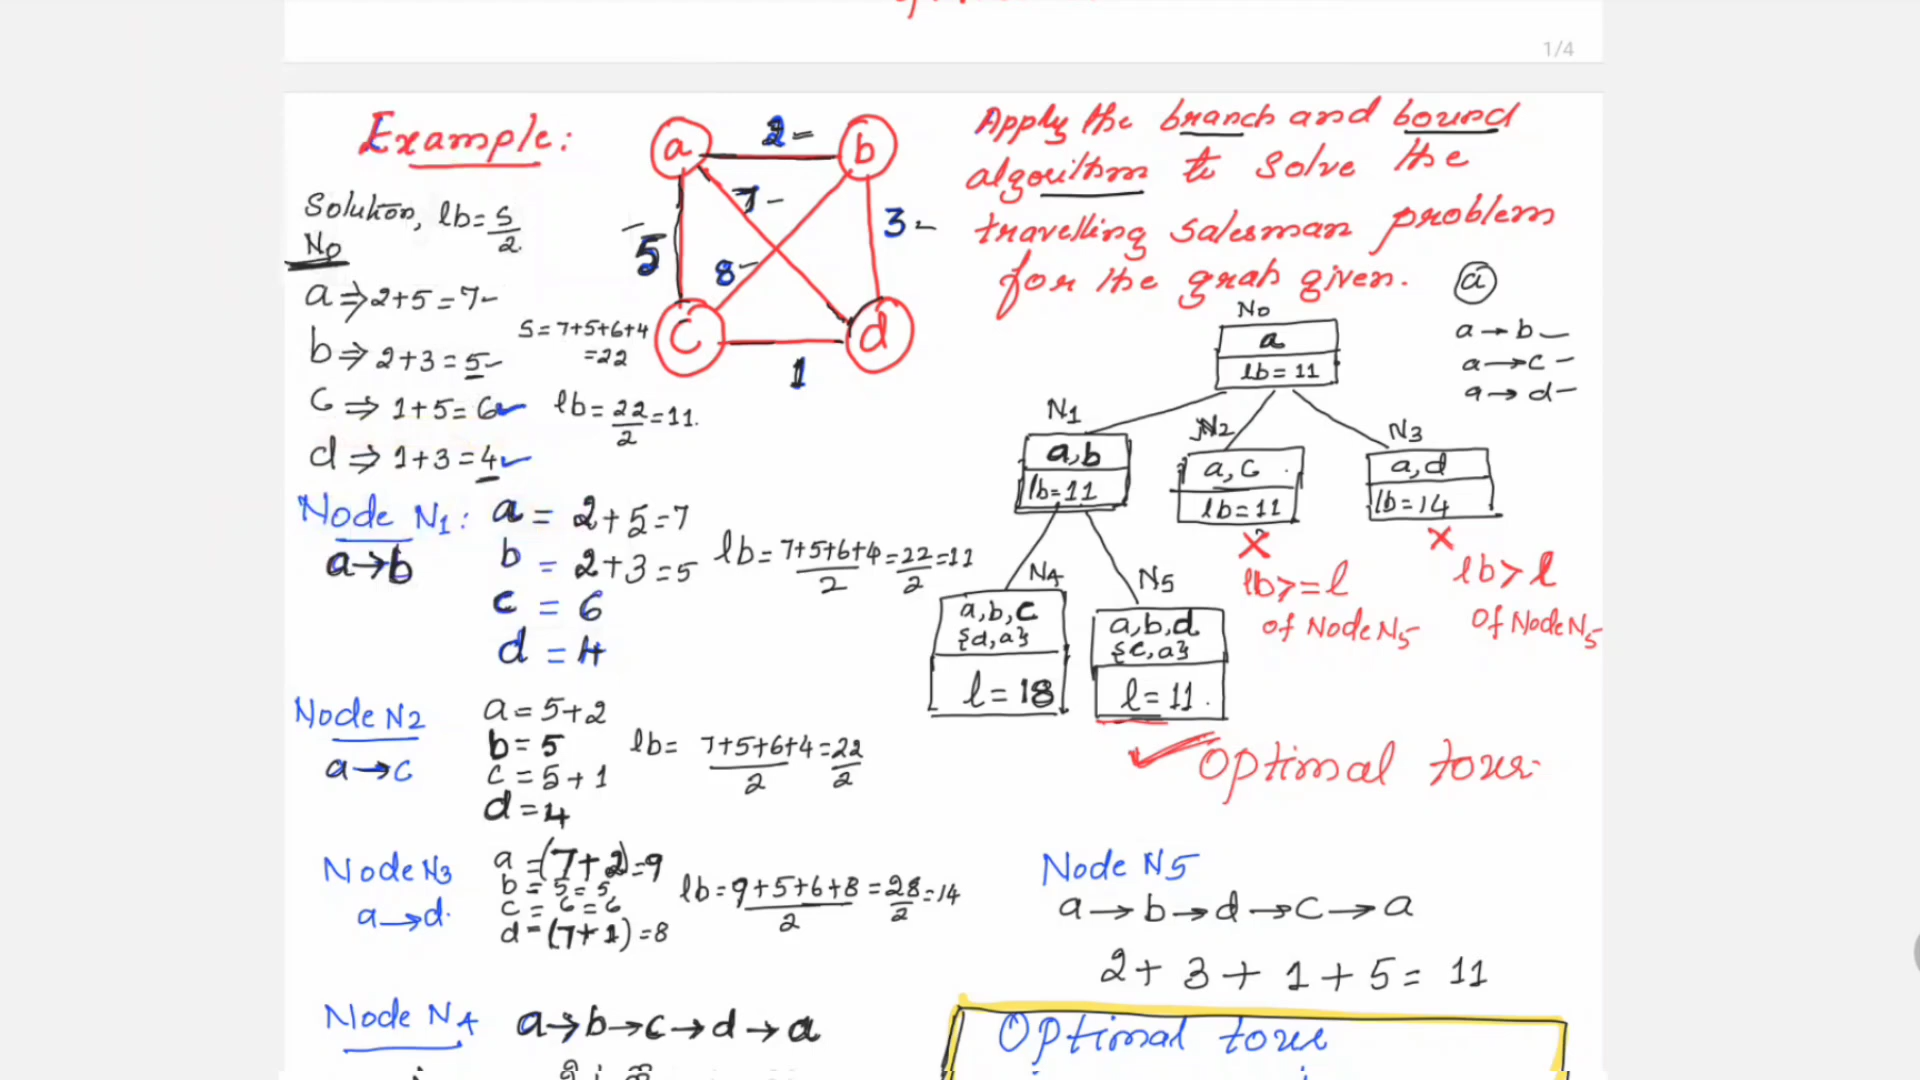 1/4
Example:
a
2
b
7
3
5
8
c
1
d
Apply the branch and bound
algorithm to solve the
travelling salesman problem
for the grah given.
a
a→b
a→c
a→d
Solution, lb=S/2
N0
a⇒2+5=7
b⇒2+3=5
c⇒1+5=6
d⇒1+3=4
S=7+5+6+4
=22
lb=22/2=11.
N0
a
lb=11
N1
a,b
lb=11
N2
a,c
lb=11
N3
a,d
lb=14
lb>=l
of Node N5
lb>l
of Node N5
N4
a,b,c
{d,a}
l=18
N5
a,b,d
{c,a}
l=11
Optimal tour
Node N1:
a→b
a=2+5=7
b=2+3=5
c=6
d=4
lb=7+5+6+4/2=22/2=11
Node N2
a→c
a=5+2
b=5
c=5+1
d=4
lb=7+5+6+4/2=22/2
Node N3
a→d.
a=(7+2)=9
b=5=5
c=6=6
d=(7+1)=8
lb=9+5+6+8/2=28/2=14
Node N4
a→b→c→d→a
Node N5
a→b→d→c→a
2+3+1+5=11
Optimal tour